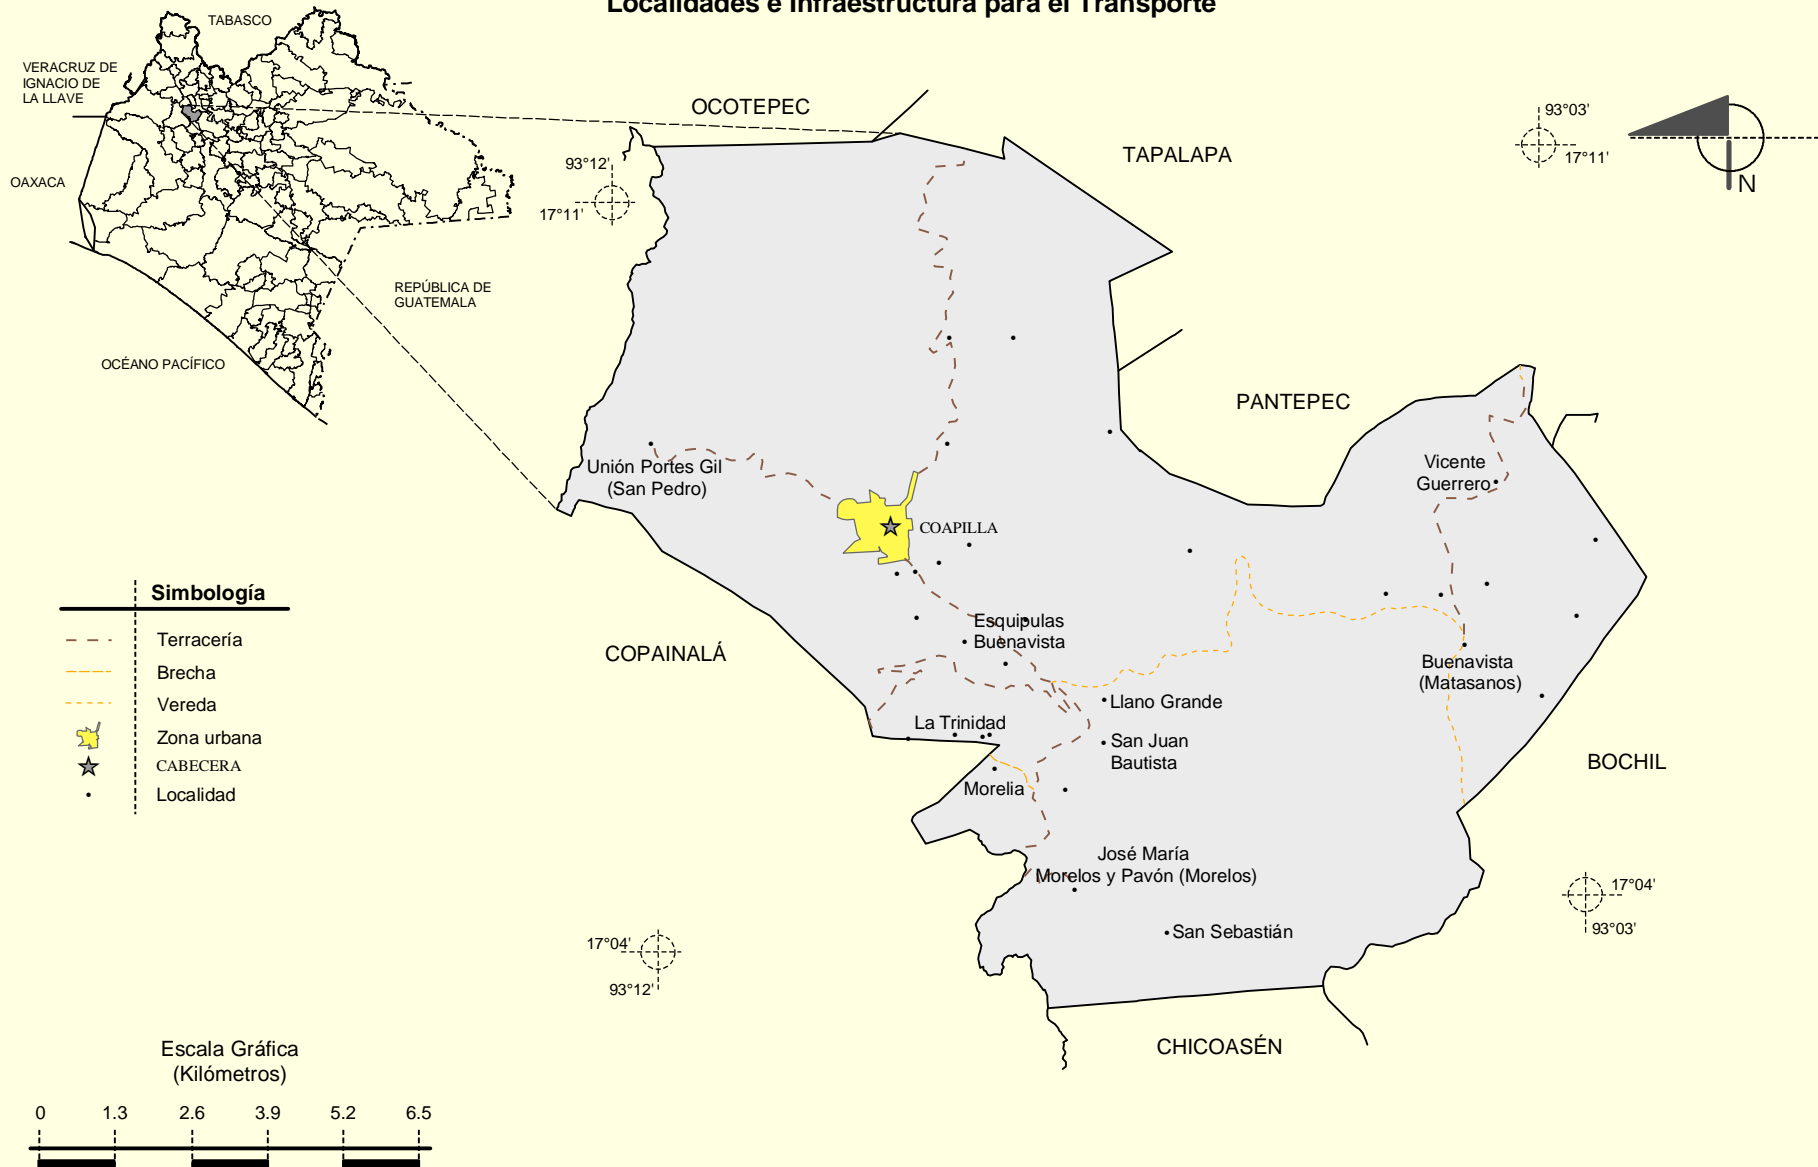 Localidades e Infraestructura para el Transporte
TABASCO
VERACRUZ DE
IGNACIO DE
LA LLAVE
OAXACA
REPÚBLICA DE
GUATEMALA
OCÉANO PACÍFICO
OCOTEPEC
TAPALAPA
93°12'
17°11'
93°03'
17°11'
N
PANTEPEC
Unión Portes Gil
(San Pedro)
Vicente
Guerrero
COAPILLA
Esquipulas
Buenavista
COPAINALÁ
Buenavista
(Matasanos)
Llano Grande
La Trinidad
San Juan
Bautista
BOCHIL
Morelia
José María
Morelos y Pavón (Morelos)
San Sebastián
17°04'
93°12'
17°04'
93°03'
CHICOASÉN
Simbología
Terracería
Brecha
Vereda
Zona urbana
CABECERA
Localidad
Escala Gráfica
(Kilómetros)
0 1.3 2.6 3.9 5.2 6.5